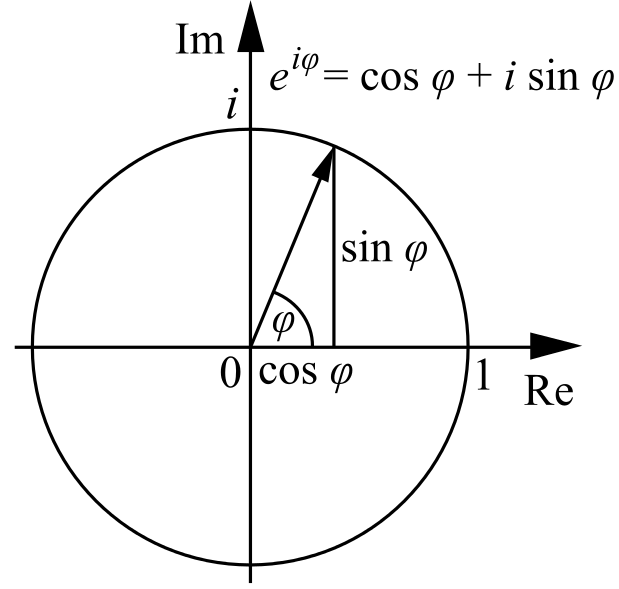 Im
e^{iφ} = cos φ + i sin φ
i
sin φ
φ
0 cos φ 1
Re